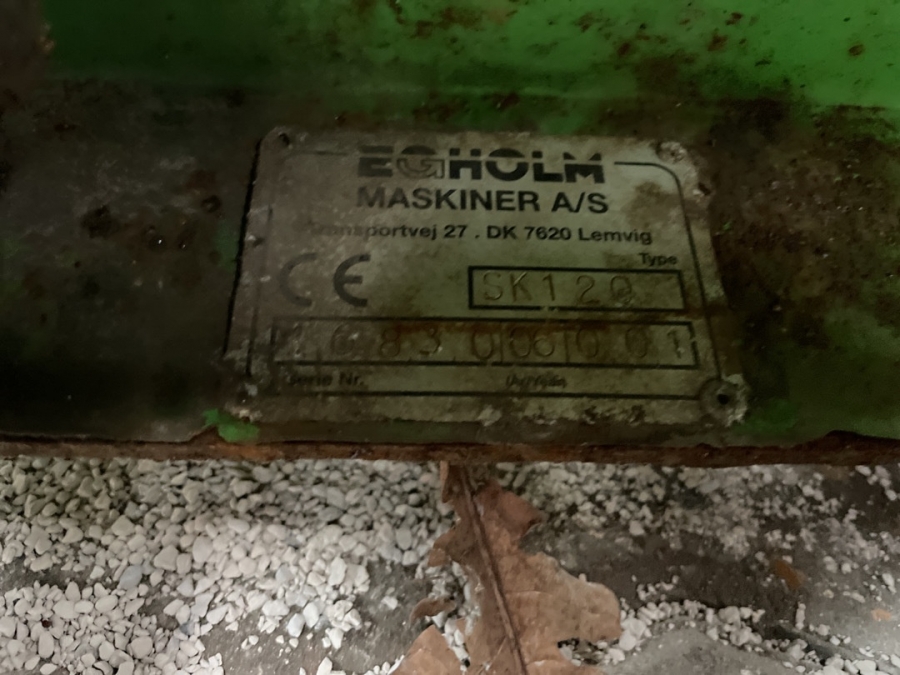 EGHOLM
MASKINER A/S
Transportvej 27 . DK 7620 Lemvig
Type
CE
SK120
Serie Nr.